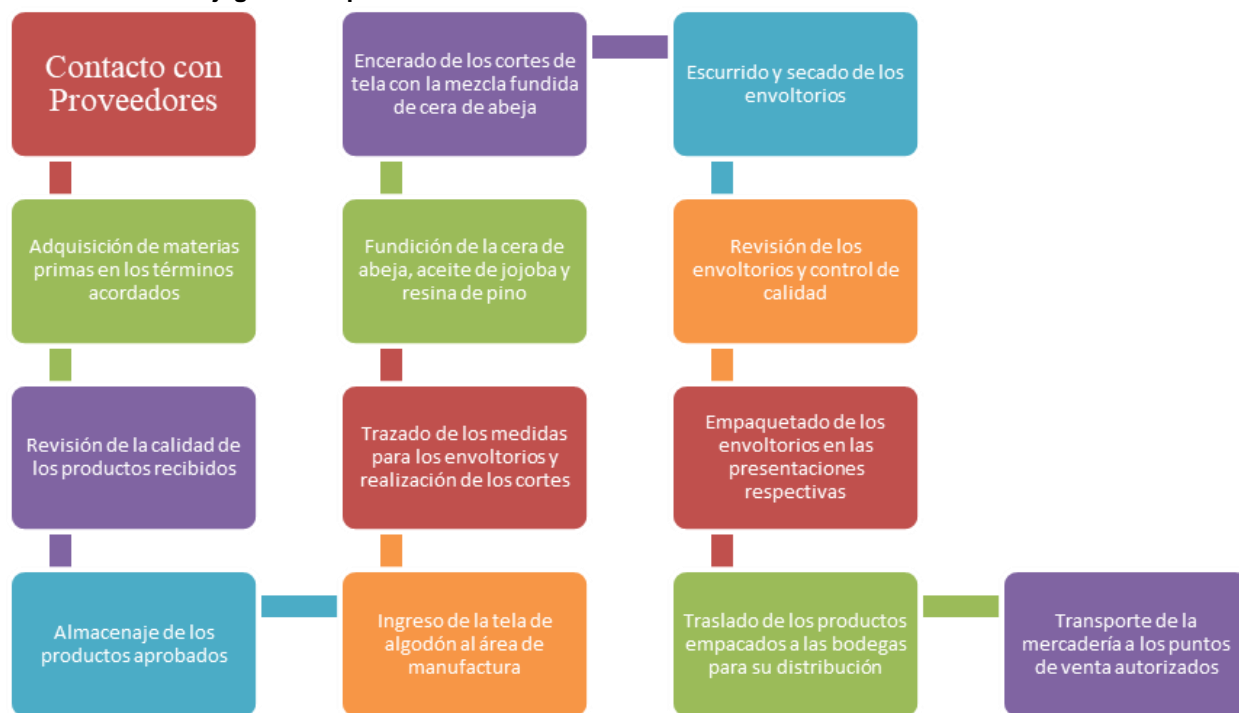 Contacto con
Proveedores
Adquisición de materias
primas en los términos
acordados
Revisión de la calidad de
los productos recibidos
Almacenaje de los
productos aprobados
Ingreso de la tela de
algodón al área de
manufactura
Trazado de los medidas
para los envoltorios y
realización de los cortes
Fundición de la cera de
abeja, aceite de jojoba y
resina de pino
Encerado de los cortes de
tela con la mezcla fundida
de cera de abeja
Escurrido y secado de los
envoltorios
Revisión de los
envoltorios y control de
calidad
Empaquetado de los
envoltorios en las
presentaciones
respectivas
Traslado de los productos
empacados a las bodegas
para su distribución
Transporte de la
mercadería a los puntos
de venta autorizados